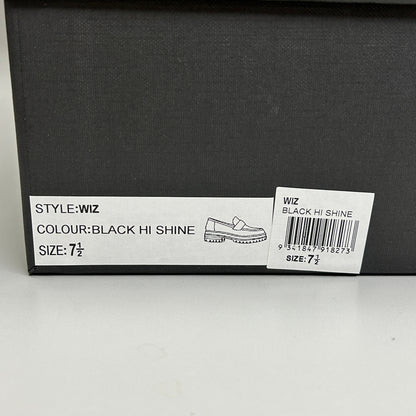 STYLE:WIZ
COLOUR:BLACK HI SHINE
SIZE: 7½
WIZ
BLACK HI SHINE
9 341847 918273
SIZE: 7½